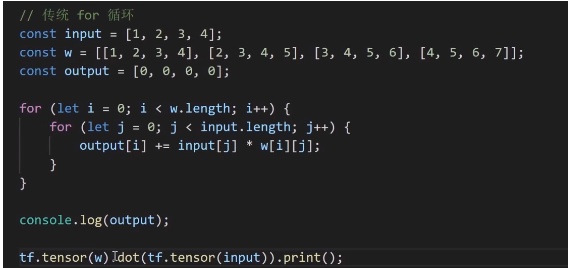 // 传统 for 循环
const input = [1, 2, 3, 4];
const w = [[1, 2, 3, 4], [2, 3, 4, 5], [3, 4, 5, 6], [4, 5, 6, 7]];
const output = [0, 0, 0, 0];
for (let i = 0; i < w.length; i++) {
for (let j = 0; j < input.length; j++) {
output[i] += input[j] * w[i][j];
}
}
console.log(output);
tf.tensor(w).dot(tf.tensor(input)).print();